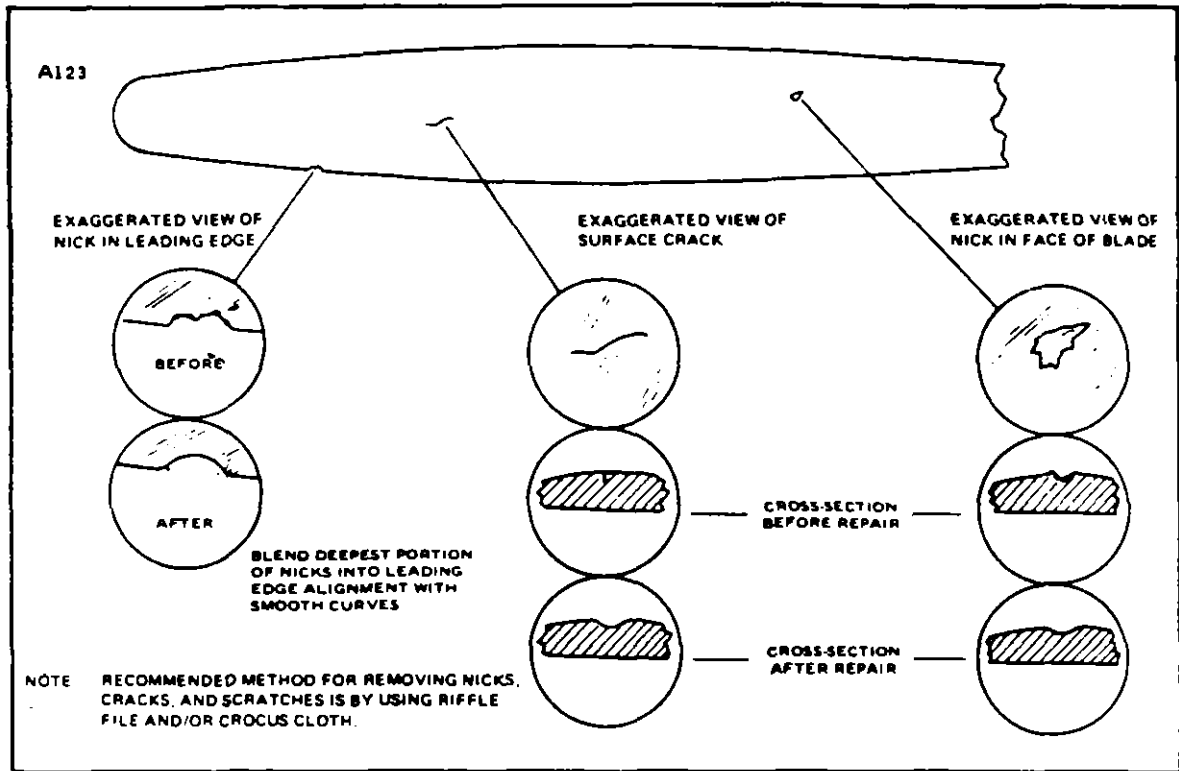 A123
EXAGGERATED VIEW OF
NICK IN LEADING EDGE
EXAGGERATED VIEW OF
SURFACE CRACK
EXAGGERATED VIEW OF
NICK IN FACE OF BLADE
BEFORE
AFTER
BLEND DEEPEST PORTION
OF NICKS INTO LEADING
EDGE ALIGNMENT WITH
SMOOTH CURVES
CROSS-SECTION
BEFORE REPAIR
CROSS-SECTION
AFTER REPAIR
NOTE RECOMMENDED METHOD FOR REMOVING NICKS,
CRACKS, AND SCRATCHES IS BY USING RIFFLE
FILE AND/OR CROCUS CLOTH.